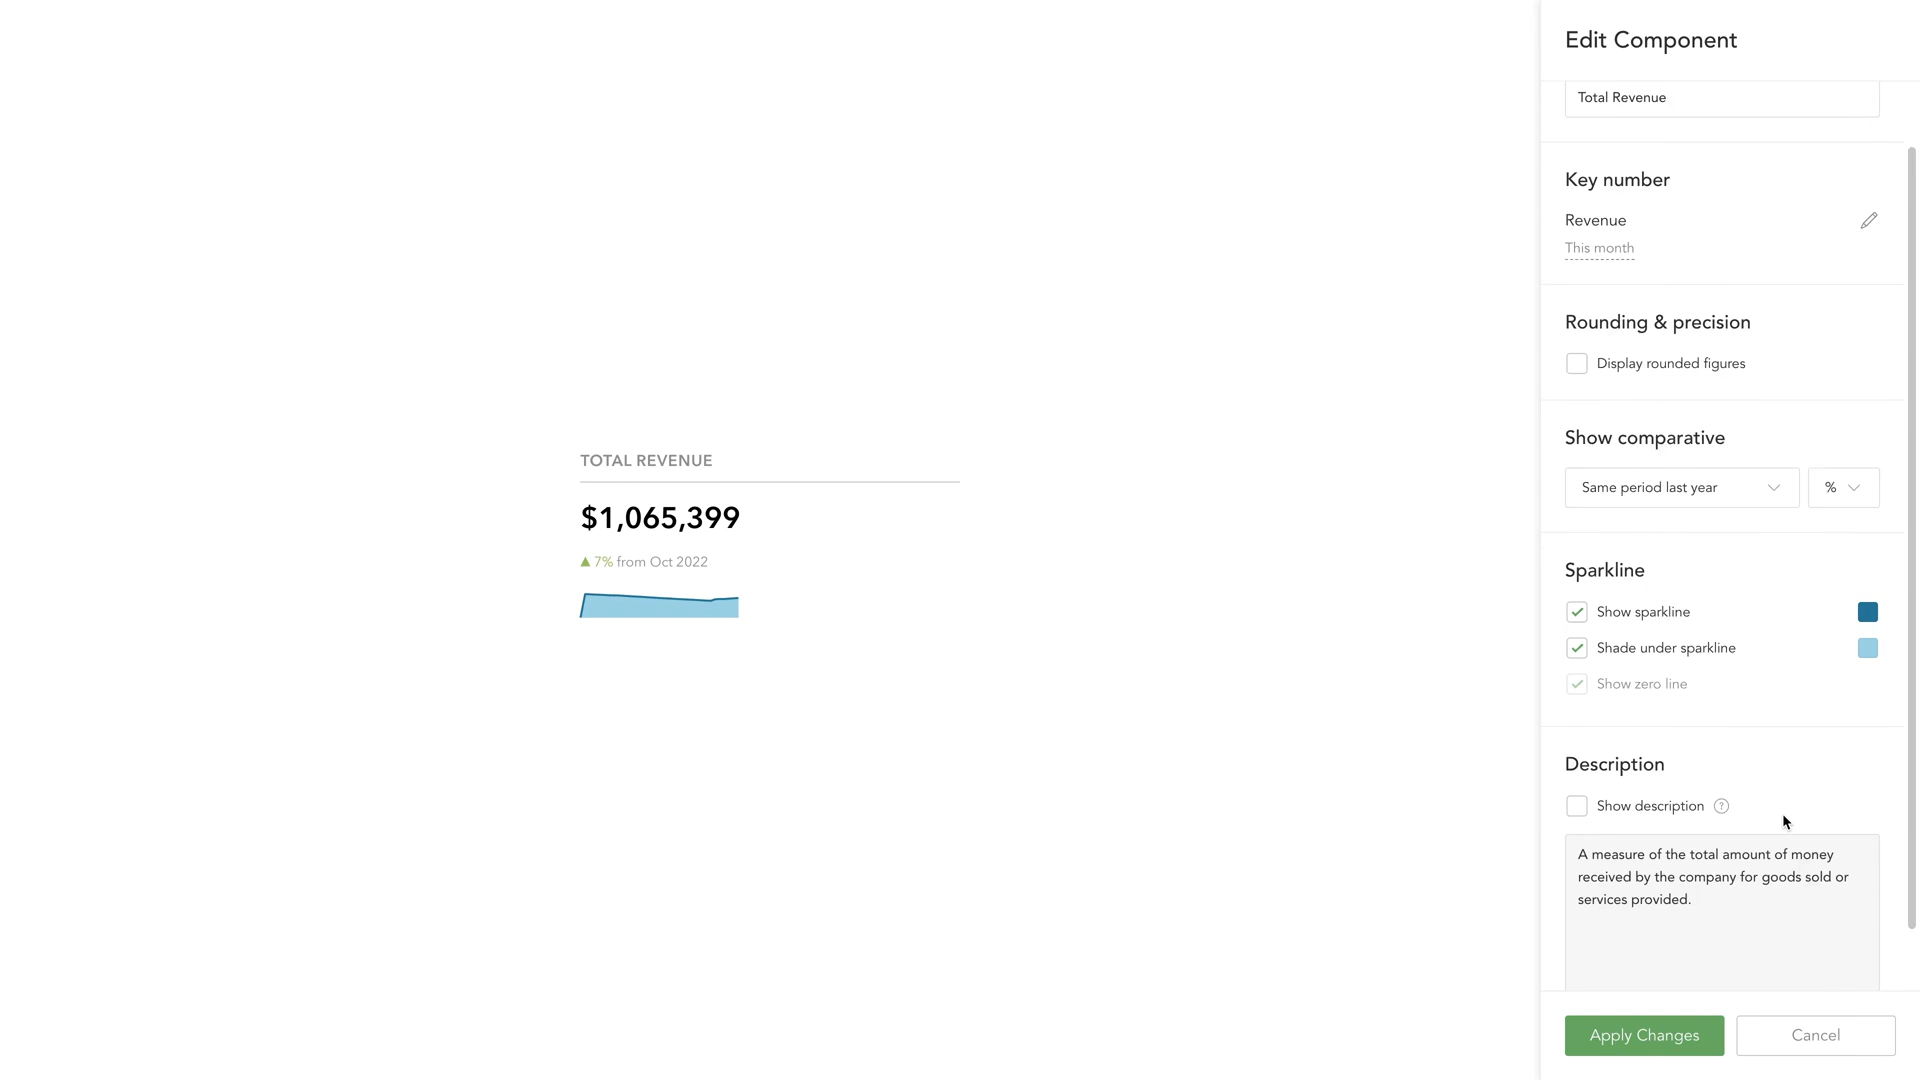 Edit Component
Total Revenue
Key number
Revenue
This month
Rounding & precision
Display rounded figures
Show comparative
Same period last year
%
Sparkline
Show sparkline
Shade under sparkline
Show zero line
Description
Show description ?
A measure of the total amount of money
received by the company for goods sold or
services provided.
Apply Changes
Cancel
TOTAL REVENUE
$1,065,399
▲ 7% from Oct 2022